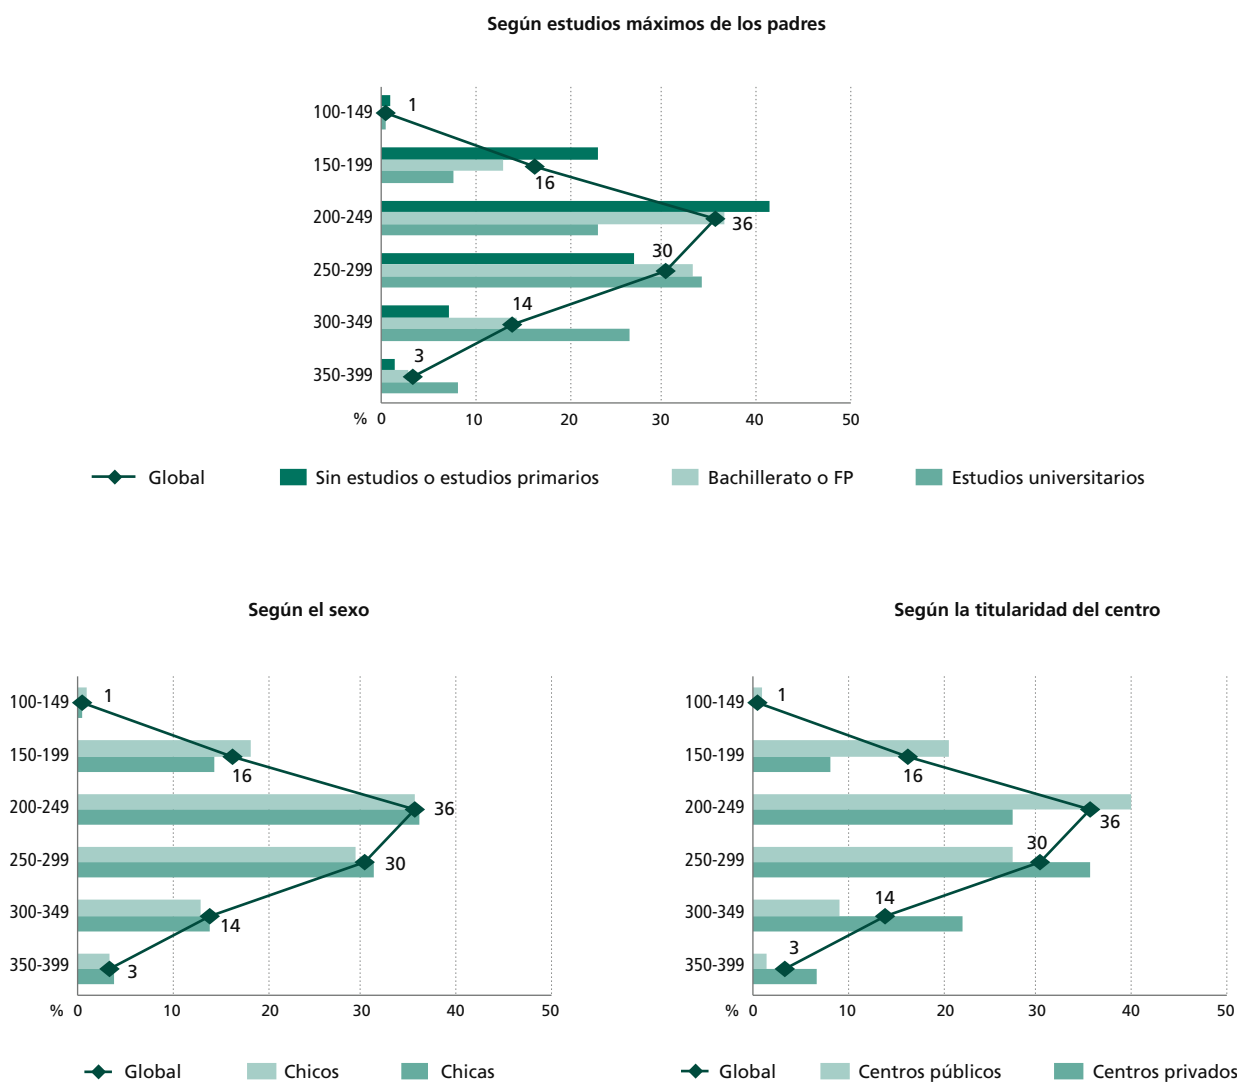 Según estudios máximos de los padres
100-149 1
150-199 16
200-249 36
250-299 30
300-349 14
350-399 3
% 0 10 20 30 40 50
Global Sin estudios o estudios primarios Bachillerato o FP Estudios universitarios
Según el sexo
100-149 1
150-199 16
200-249 36
250-299 30
300-349 14
350-399 3
% 0 10 20 30 40 50
Global Chicos Chicas
Según la titularidad del centro
100-149 1
150-199 16
200-249 36
250-299 30
300-349 14
350-399 3
% 0 10 20 30 40 50
Global Centros públicos Centros privados